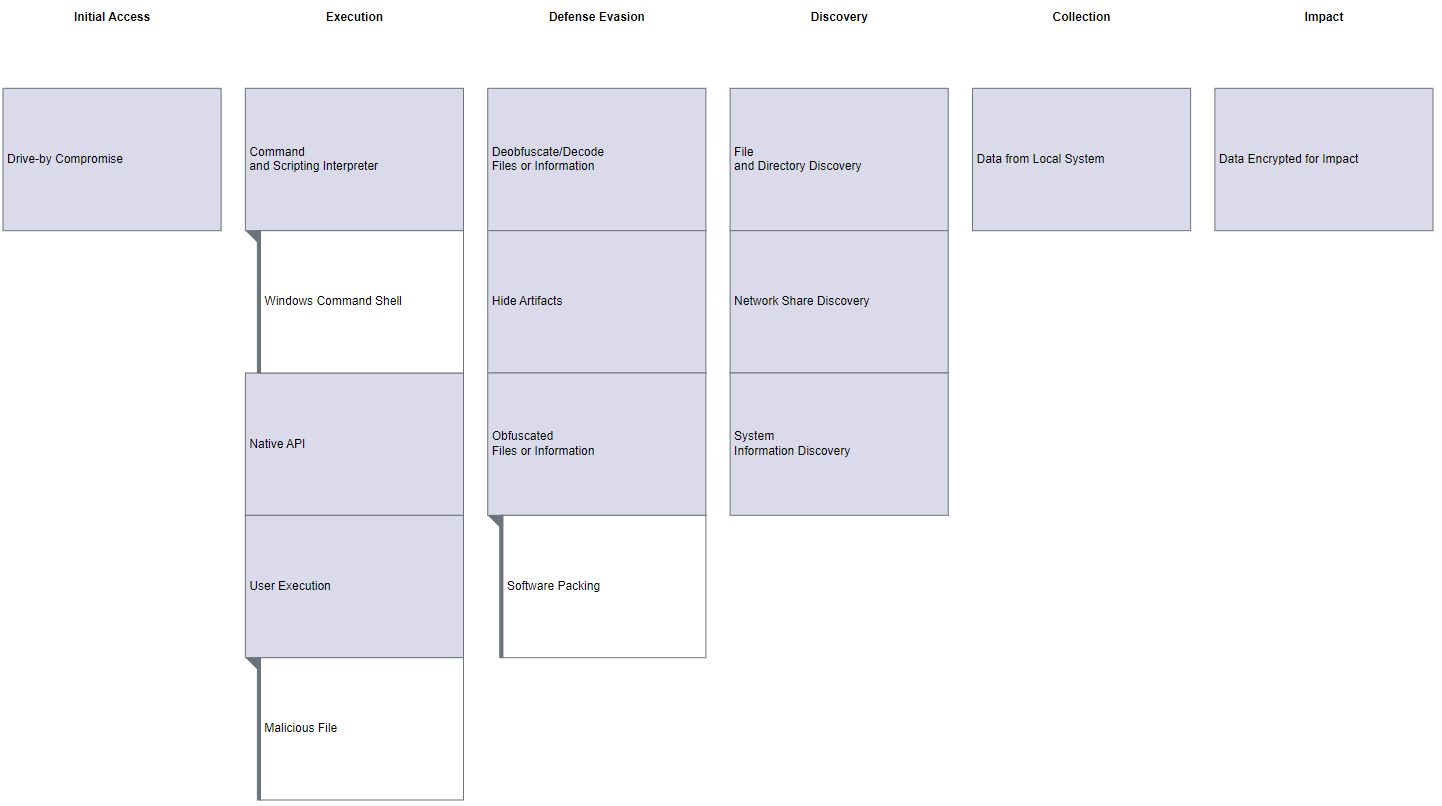 Initial Access
Execution
Defense Evasion
Discovery
Collection
Impact
Drive-by Compromise
Command
and Scripting Interpreter
Windows Command Shell
Native API
User Execution
Malicious File
Deobfuscate/Decode
Files or Information
Hide Artifacts
Obfuscated
Files or Information
Software Packing
File
and Directory Discovery
Network Share Discovery
System
Information Discovery
Data from Local System
Data Encrypted for Impact